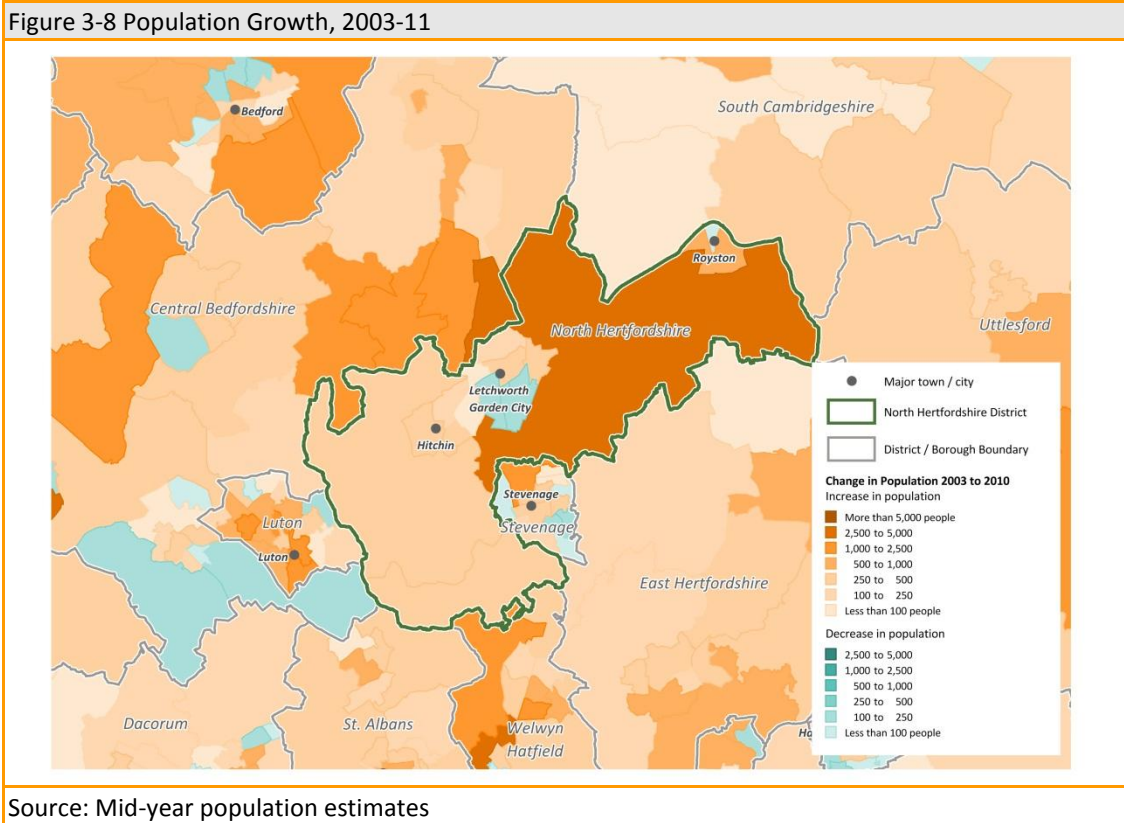 Figure 3-8 Population Growth, 2003-11
Bedford
South Cambridgeshire
Royston
Central Bedfordshire
North Hertfordshire
Uttlesford
Letchworth
Garden City
Hitchin
Stevenage
Stevenage
Luton
Luton
East Hertfordshire
Dacorum
St. Albans
Welwyn
Hatfield
Ha
Major town / city
North Hertfordshire District
District / Borough Boundary
Change in Population 2003 to 2010
Increase in population
More than 5,000 people
2,500 to 5,000
1,000 to 2,500
500 to 1,000
250 to 500
100 to 250
Less than 100 people
Decrease in population
2,500 to 5,000
1,000 to 2,500
500 to 1,000
250 to 500
100 to 250
Less than 100 people
Source: Mid-year population estimates